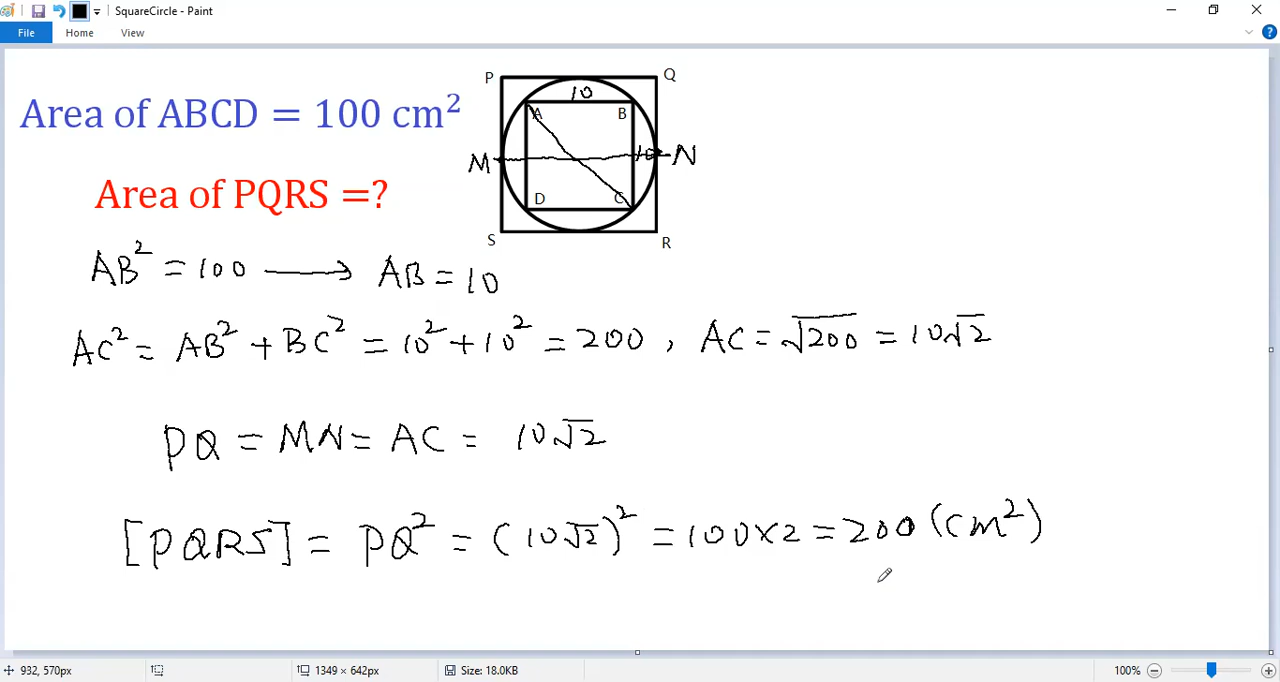 SquareCircle - Paint
File Home View
Area of ABCD = 100 cm²
Area of PQRS =?
P Q
10
A B
M 10 N
D C
S R
AB² = 100 ⟶ AB = 10
AC² = AB² + BC² = 10² + 10² = 200 , AC = √200 = 10√2
PQ = MN = AC = 10√2
[PQRS] = PQ² = (10√2)² = 100×2 = 200 (cm²)
932, 570px 1349 × 642px Size: 18.0KB 100%